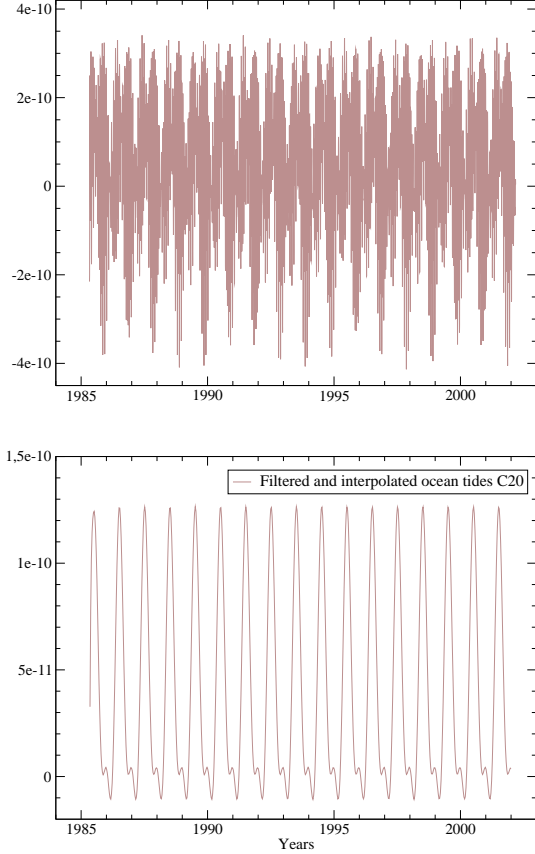 4e-10
2e-10
0
-2e-10
-4e-10
1985 1990 1995 2000
1,5e-10
Filtered and interpolated ocean tides C20
1e-10
5e-11
0
1985 1990 1995 2000
Years